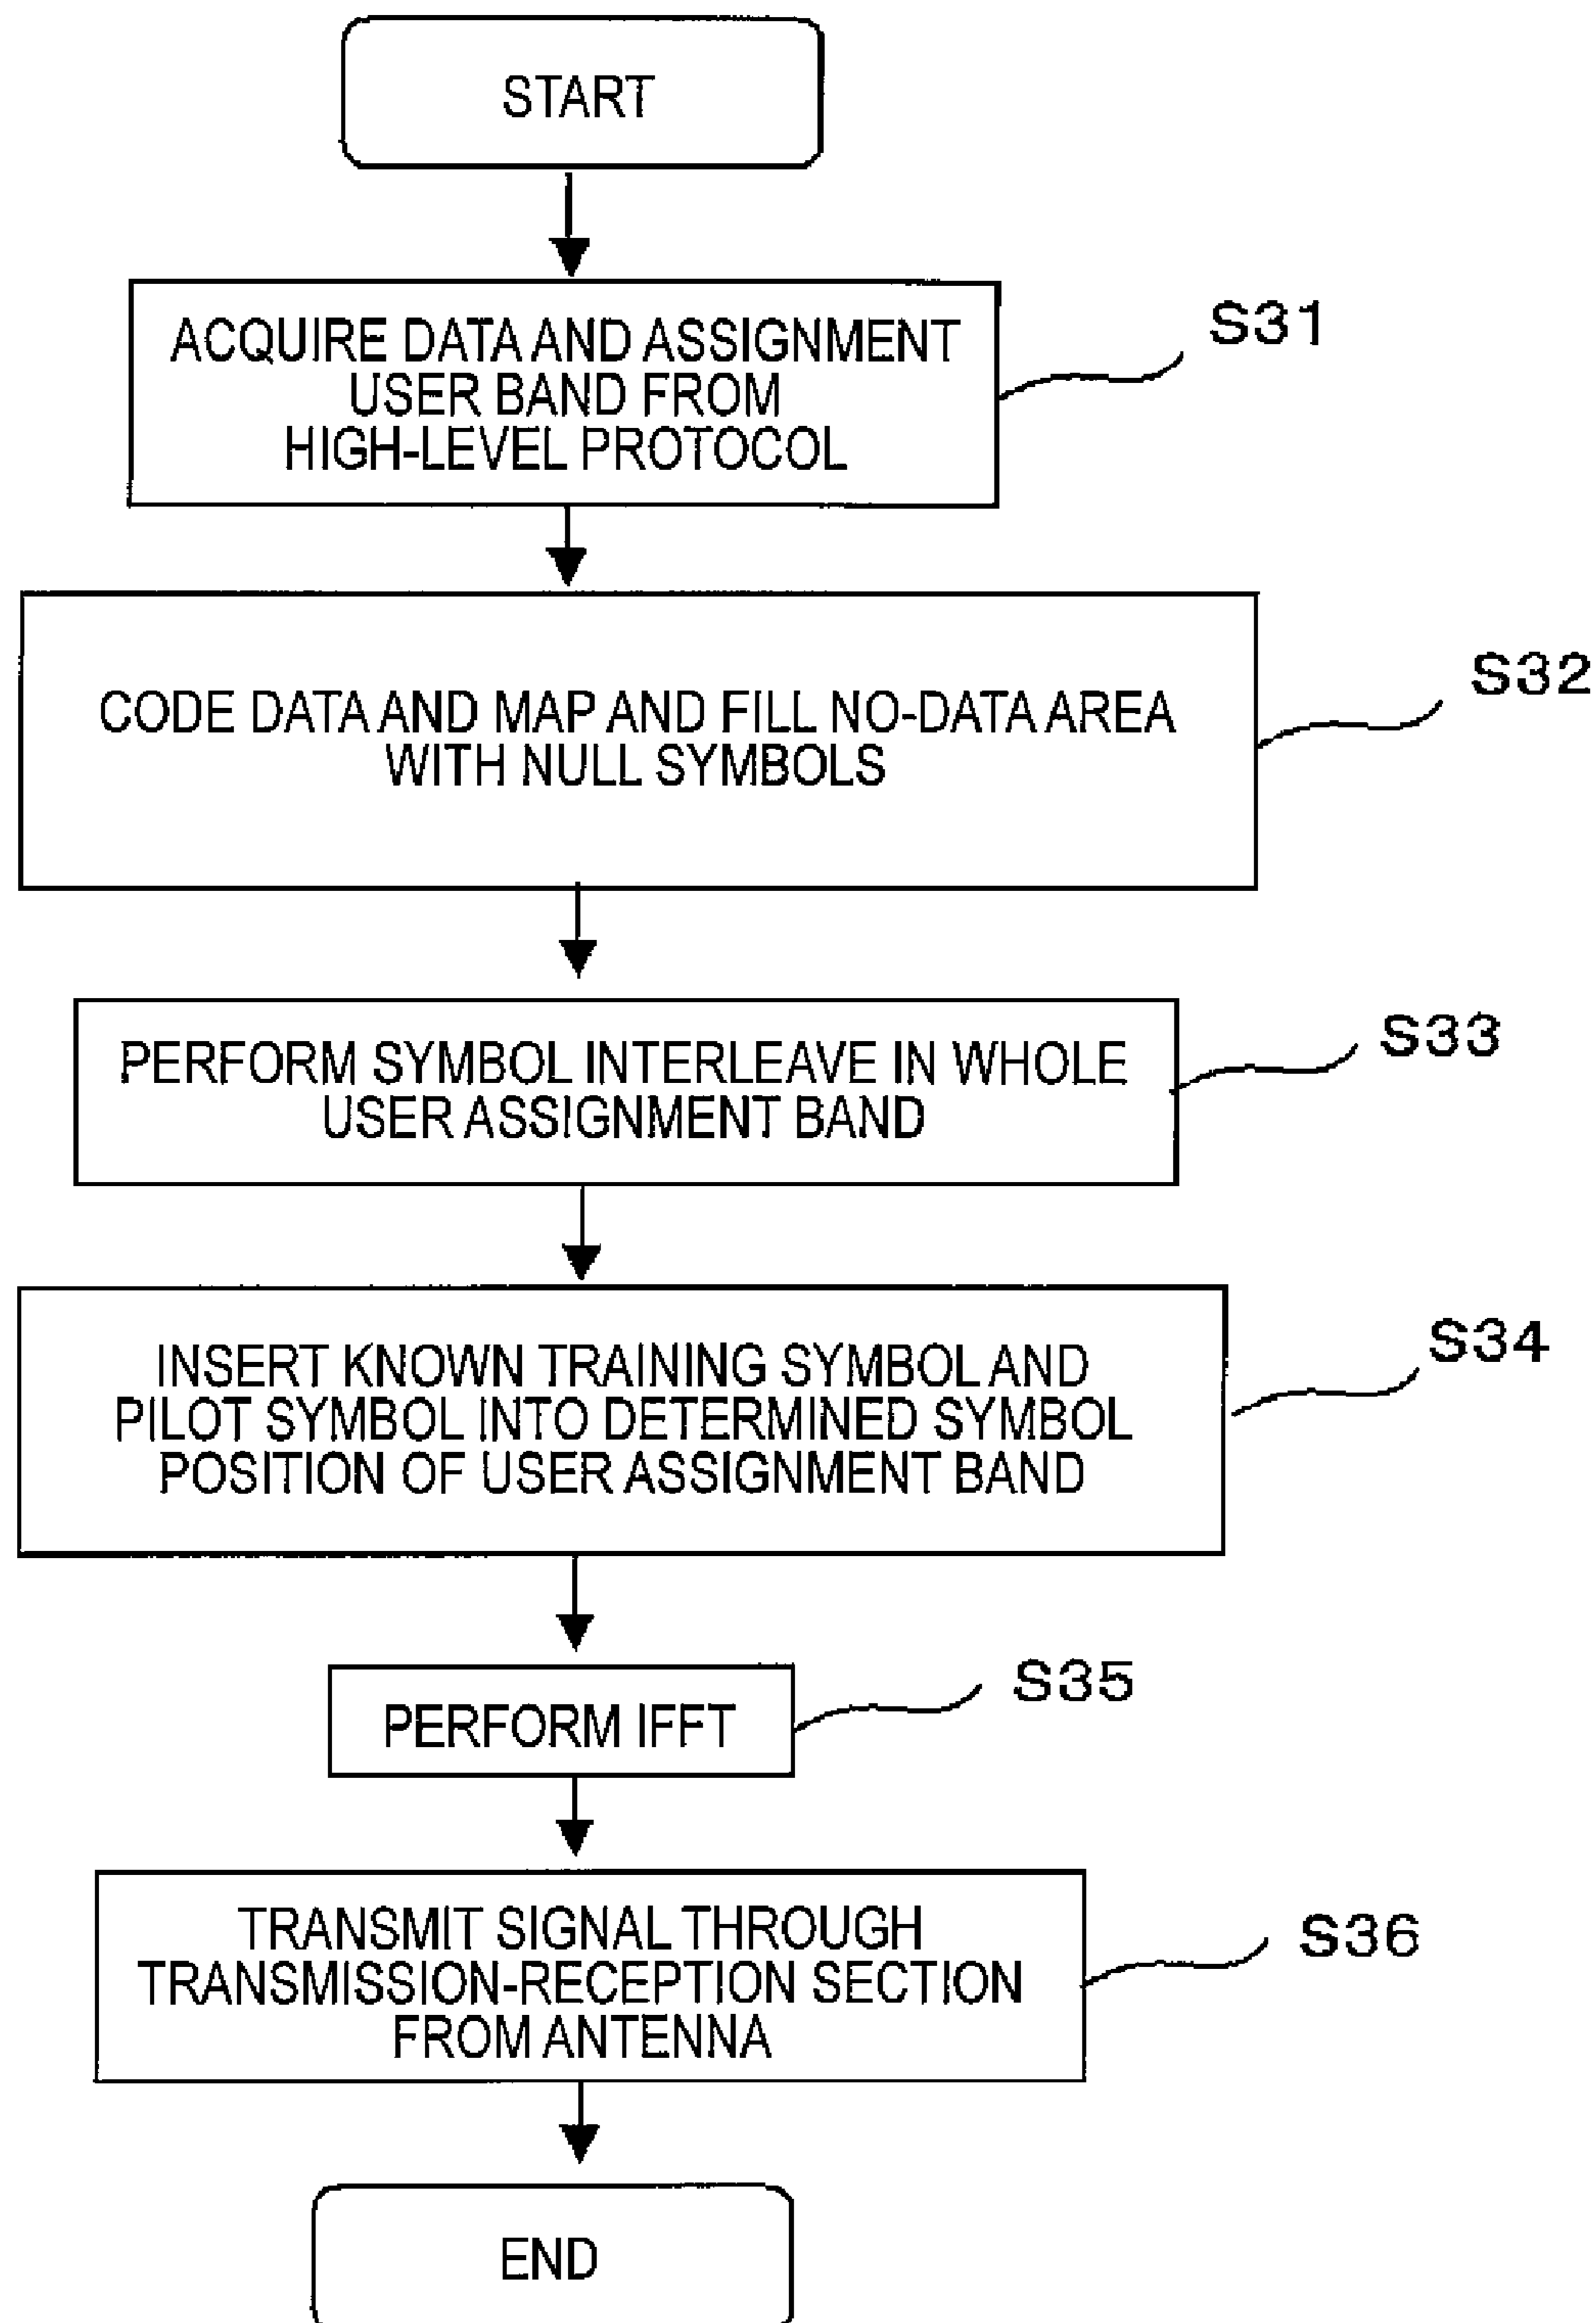 START
ACQUIRE DATA AND ASSIGNMENT
USER BAND FROM
HIGH-LEVEL PROTOCOL
S31
CODE DATA AND MAP AND FILL NO-DATA AREA
WITH NULL SYMBOLS
S32
PERFORM SYMBOL INTERLEAVE IN WHOLE
USER ASSIGNMENT BAND
S33
INSERT KNOWN TRAINING SYMBOL AND
PILOT SYMBOL INTO DETERMINED SYMBOL
POSITION OF USER ASSIGNMENT BAND
S34
PERFORM IFFT
S35
TRANSMIT SIGNAL THROUGH
TRANSMISSION-RECEPTION SECTION
FROM ANTENNA
S36
END